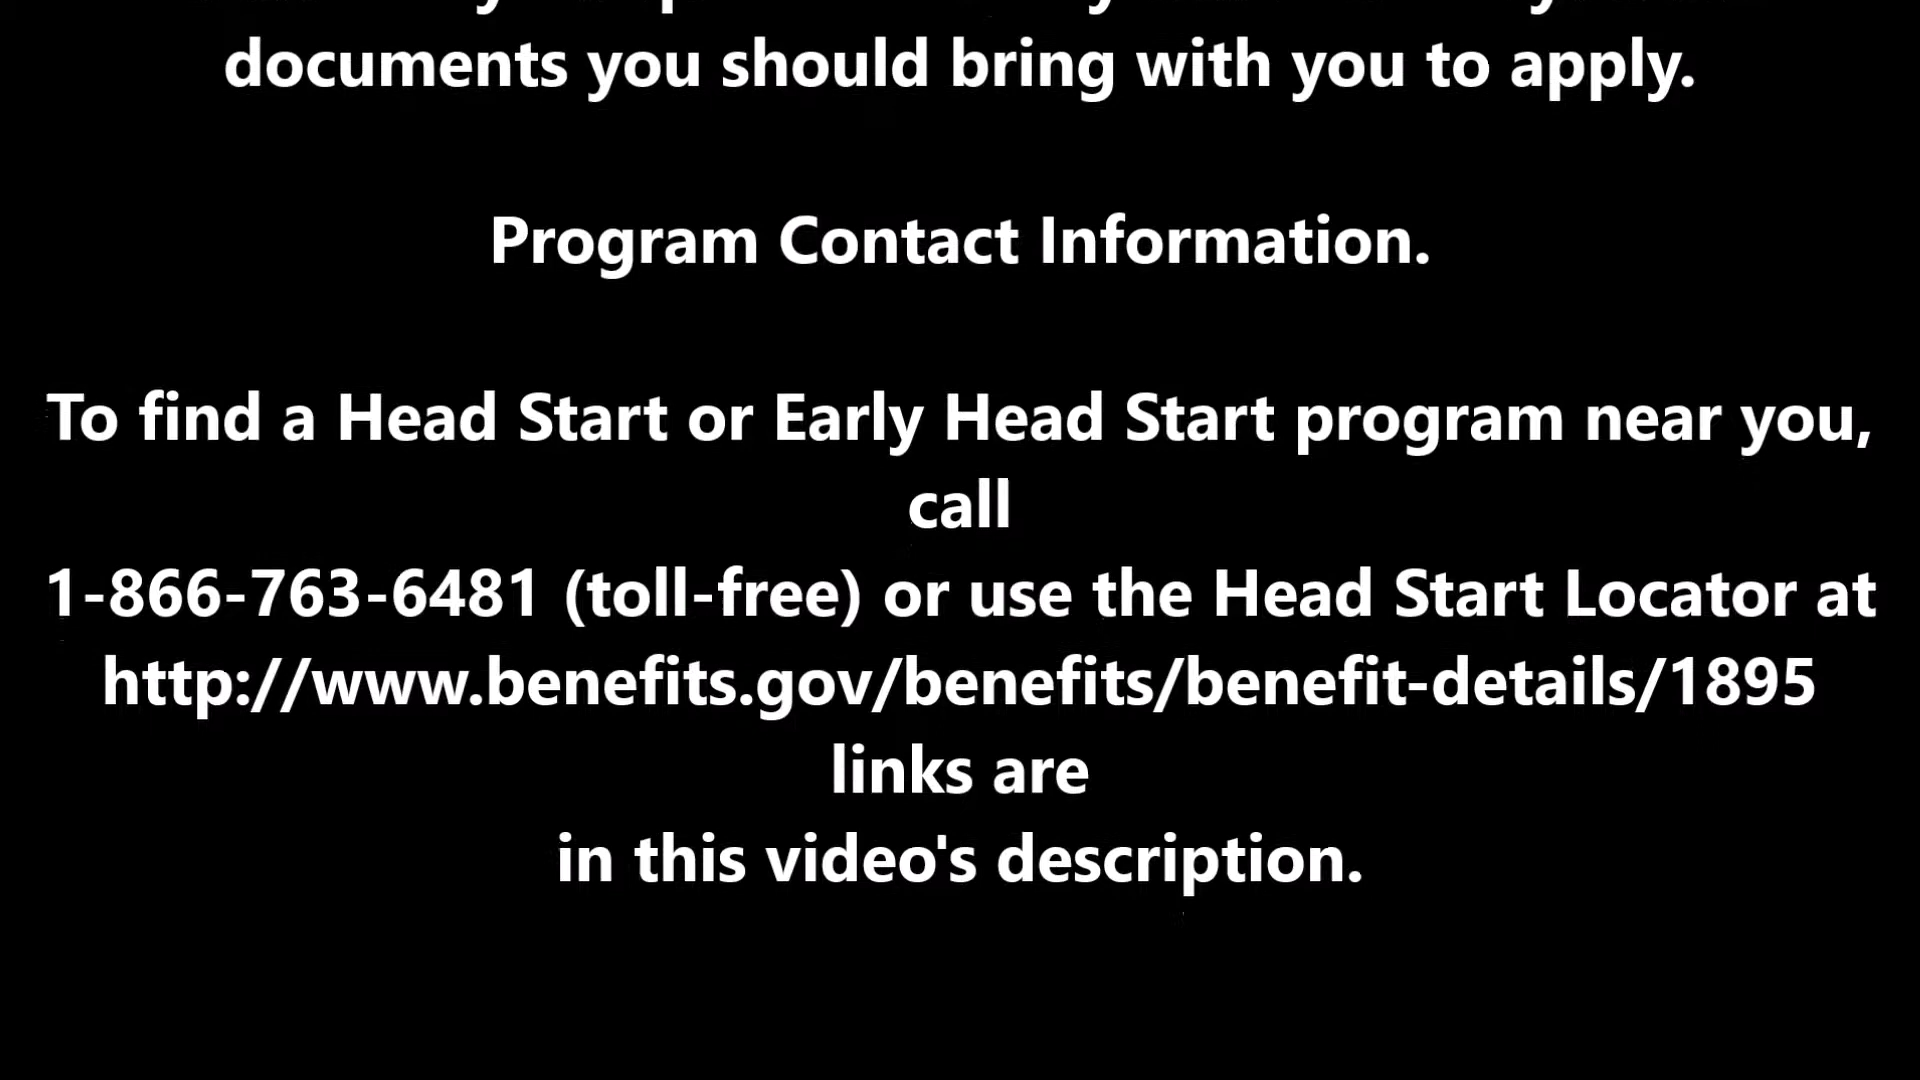 documents you should bring with you to apply.
Program Contact Information.
To find a Head Start or Early Head Start program near you,
call
1-866-763-6481 (toll-free) or use the Head Start Locator at
http://www.benefits.gov/benefits/benefit-details/1895
links are
in this video's description.